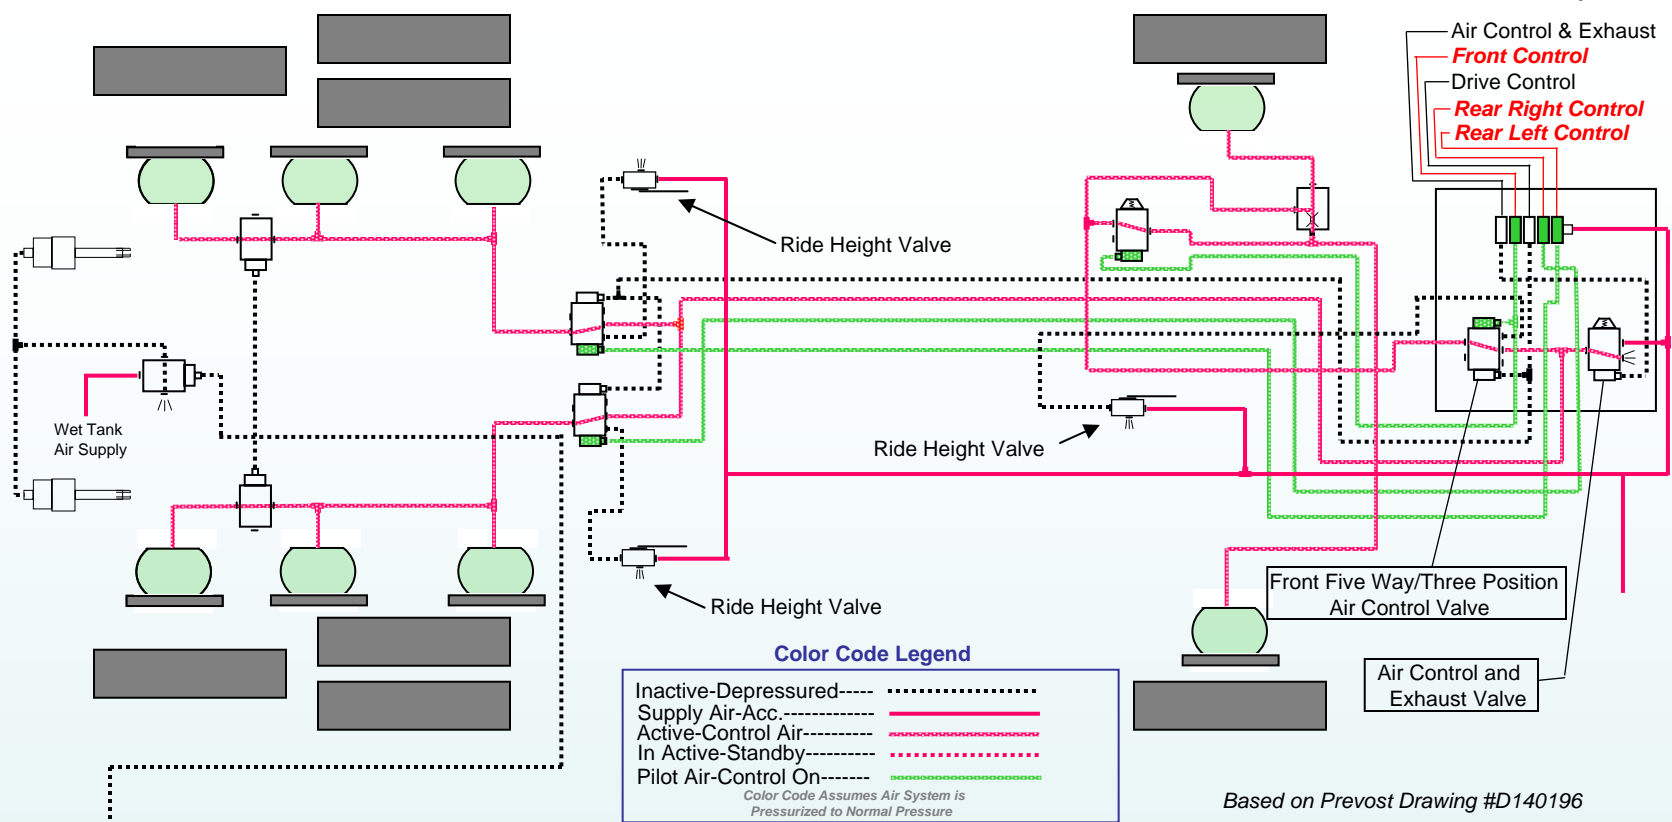 Air Control & Exhaust
Front Control
Drive Control
Rear Right Control
Rear Left Control
Ride Height Valve
Wet Tank
Air Supply
Ride Height Valve
Front Five Way/Three Position
Air Control Valve
Ride Height Valve
Air Control and
Exhaust Valve
Color Code Legend
Inactive-Depressured-----
Supply Air-Acc.-------------
Active-Control Air----------
In Active-Standby----------
Pilot Air-Control On-------
Color Code Assumes Air System is
Pressurized to Normal Pressure
Based on Prevost Drawing #D140196